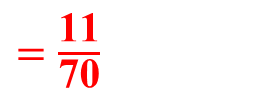 = 11/70